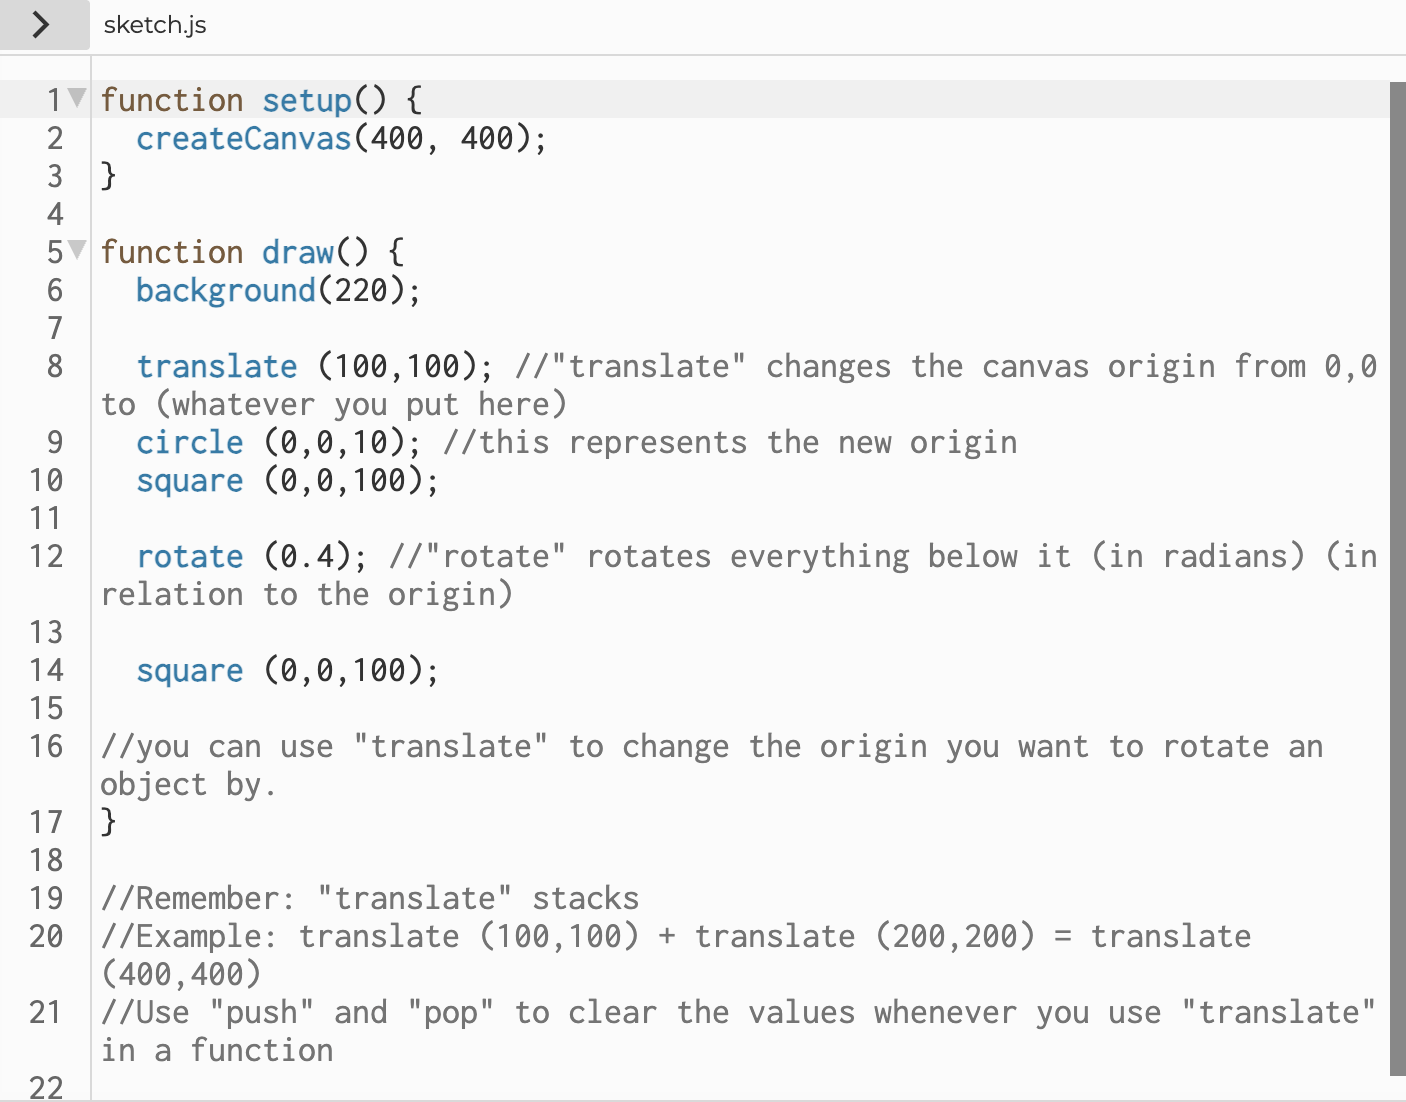 sketch.js
1 function setup() {
2 createCanvas(400, 400);
3 }
4
5 function draw() {
6 background(220);
7
8 translate (100,100); //"translate" changes the canvas origin from 0,0
to (whatever you put here)
9 circle (0,0,10); //this represents the new origin
10 square (0,0,100);
11
12 rotate (0.4); //"rotate" rotates everything below it (in radians) (in
relation to the origin)
13
14 square (0,0,100);
15
16 //you can use "translate" to change the origin you want to rotate an
object by.
17 }
18
19 //Remember: "translate" stacks
20 //Example: translate (100,100) + translate (200,200) = translate
(400,400)
21 //Use "push" and "pop" to clear the values whenever you use "translate"
in a function
22